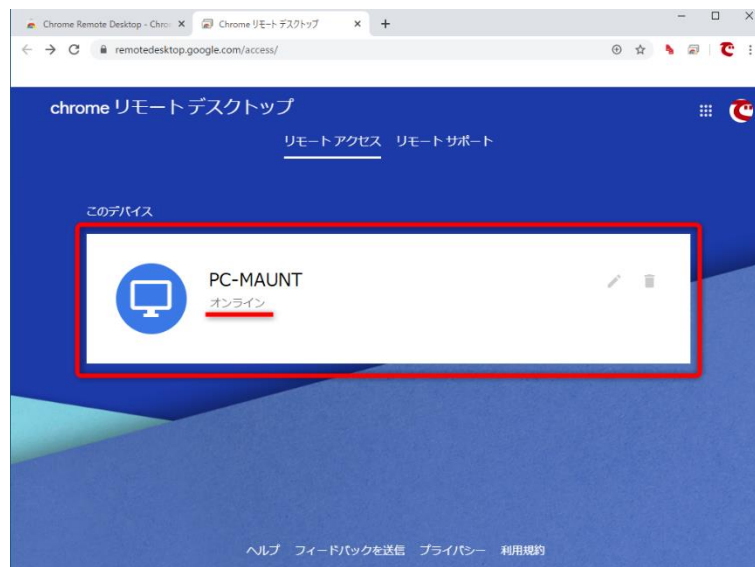 Chrome Remote Desktop - Chro
Chrome リモート デスクトップ
remotedesktop.google.com/access/
chrome リモート デスクトップ
リモート アクセス リモート サポート
このデバイス
PC-MAUNT
オンライン
ヘルプ フィードバックを送信 プライバシー 利用規約